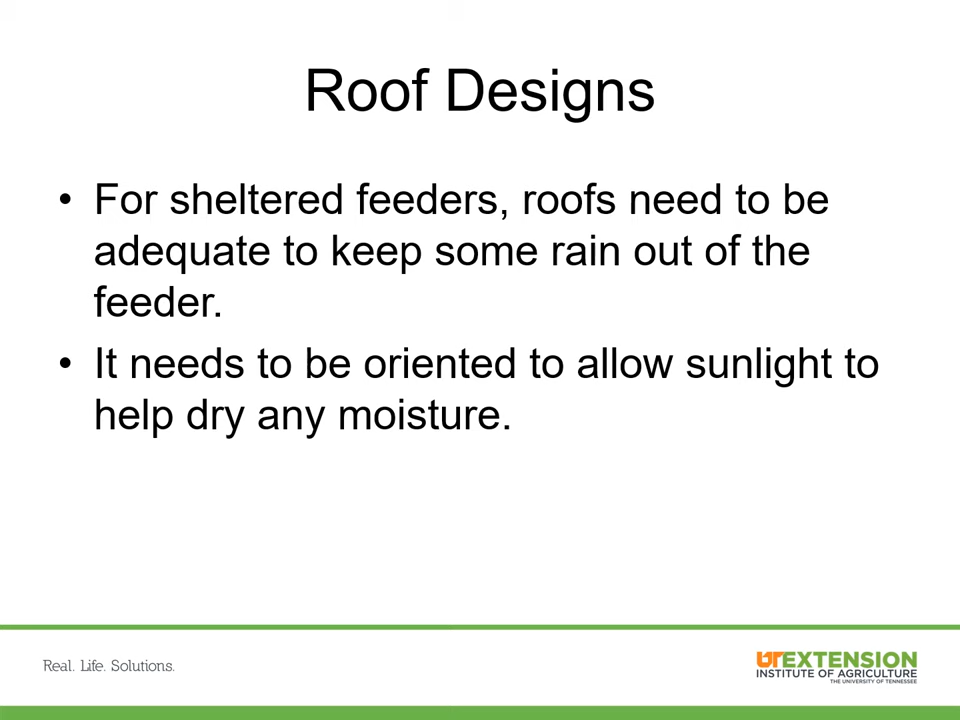 Roof Designs
• For sheltered feeders, roofs need to be
adequate to keep some rain out of the
feeder.
• It needs to be oriented to allow sunlight to
help dry any moisture.
Real. Life. Solutions.
UT EXTENSION
INSTITUTE OF AGRICULTURE
THE UNIVERSITY OF TENNESSEE